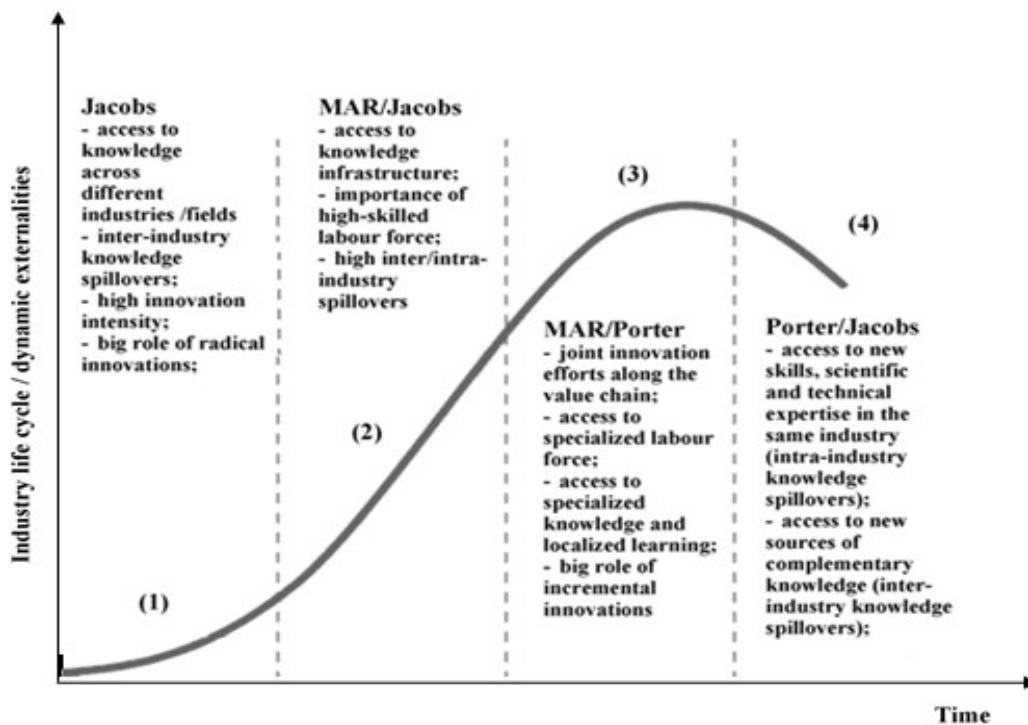 Industry life cycle / dynamic externalities
Jacobs
- access to
knowledge
across
different
industries /fields
- inter-industry
knowledge
spillovers;
- high innovation
intensity;
- big role of radical
innovations;
(1)
MAR/Jacobs
- access to
knowledge
infrastructure;
- importance of
high-skilled
labour force;
- high inter/intra-
industry
spillovers
(2)
(3)
MAR/Porter
- joint innovation
efforts along the
value chain;
- access to
specialized labour
force;
- access to
specialized
knowledge and
localized learning;
- big role of
incremental
innovations
(4)
Porter/Jacobs
- access to new
skills, scientific
and technical
expertise in the
same industry
(intra-industry
knowledge
spillovers);
- access to new
sources of
complementary
knowledge (inter-
industry knowledge
spillovers);
Time